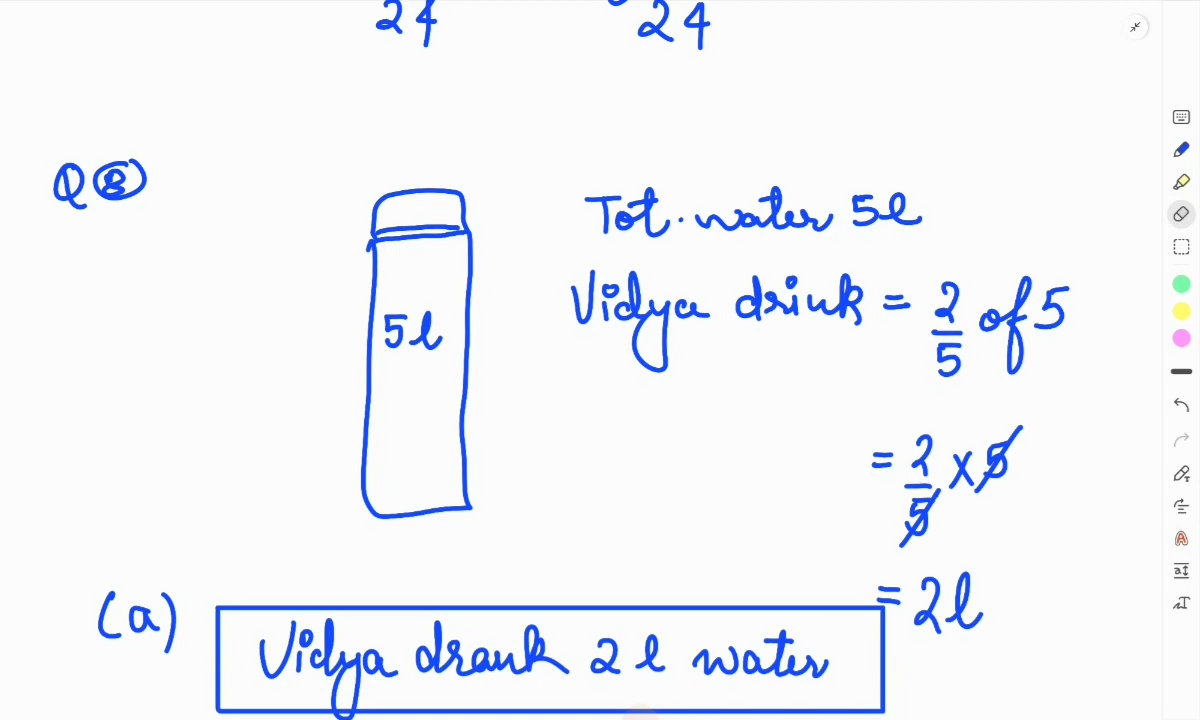 24 24
Q 8
5l
Tot. water 5l
Vidya drink = 2/5 of 5
= 2/5 × 5
= 2l
(a) Vidya drank 2 l water